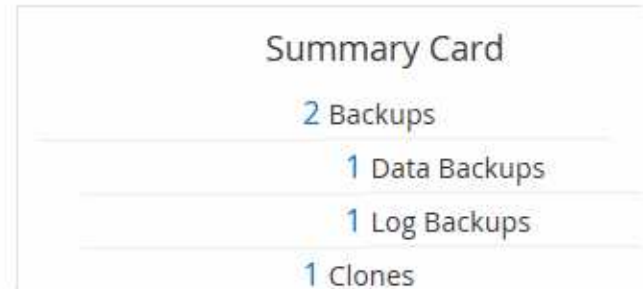 Summary Card
2 Backups
1 Data Backups
1 Log Backups
1 Clones